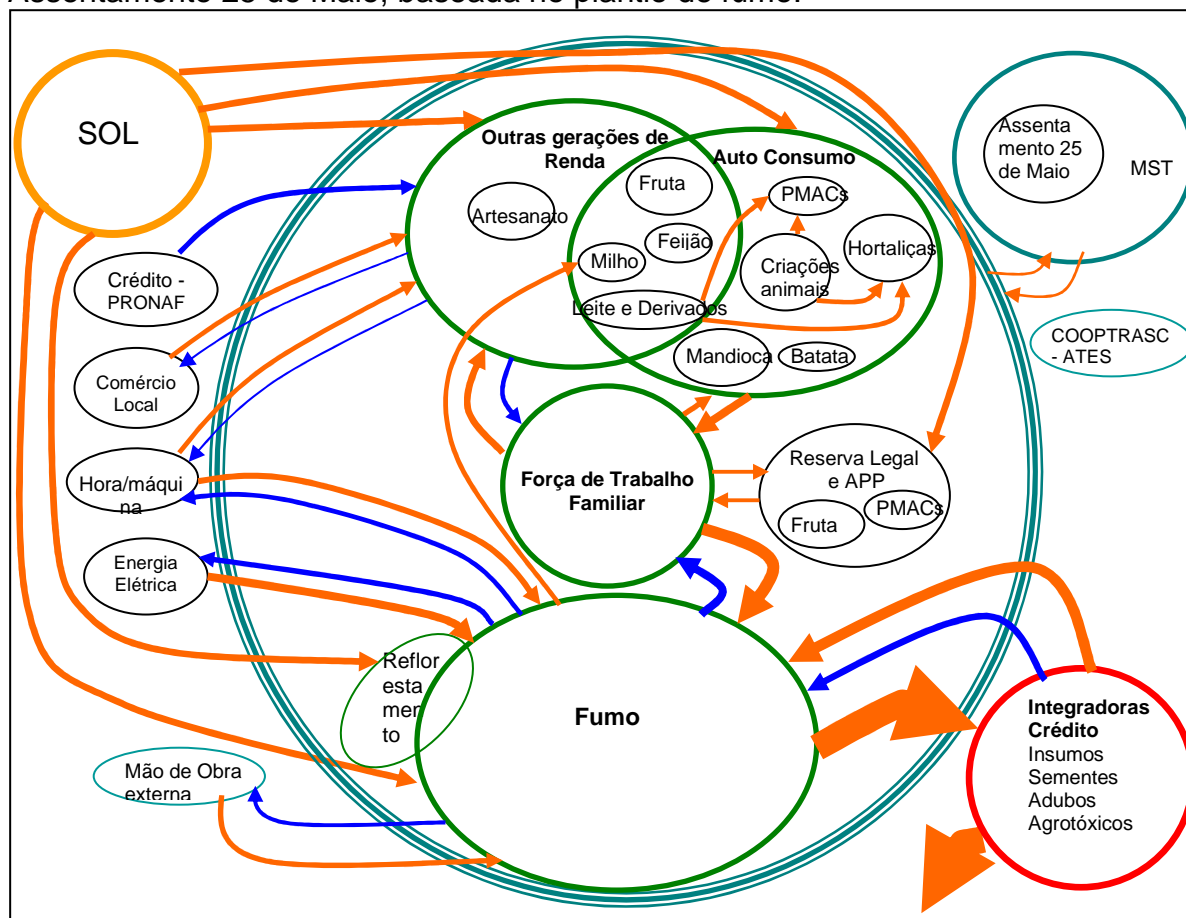 Assentamento 25 de Maio, baseada no plantio de fumo.
SOL
Outras gerações de
Renda
Auto Consumo
Assenta
mento 25
de Maio
MST
Fruta
PMACs
Artesanato
Feijão
Hortaliças
Milho
Criações
animais
Leite e Derivados
Crédito -
PRONAF
Mandioca
Batata
COOPTRASC
- ATES
Comércio
Local
Força de Trabalho
Familiar
Reserva Legal
e APP
PMACs
Fruta
Hora/máqui
na
Energia
Elétrica
Reflor
esta
men
to
Fumo
Integradoras
Crédito
Insumos
Sementes
Adubos
Agrotóxicos
Mão de Obra
externa